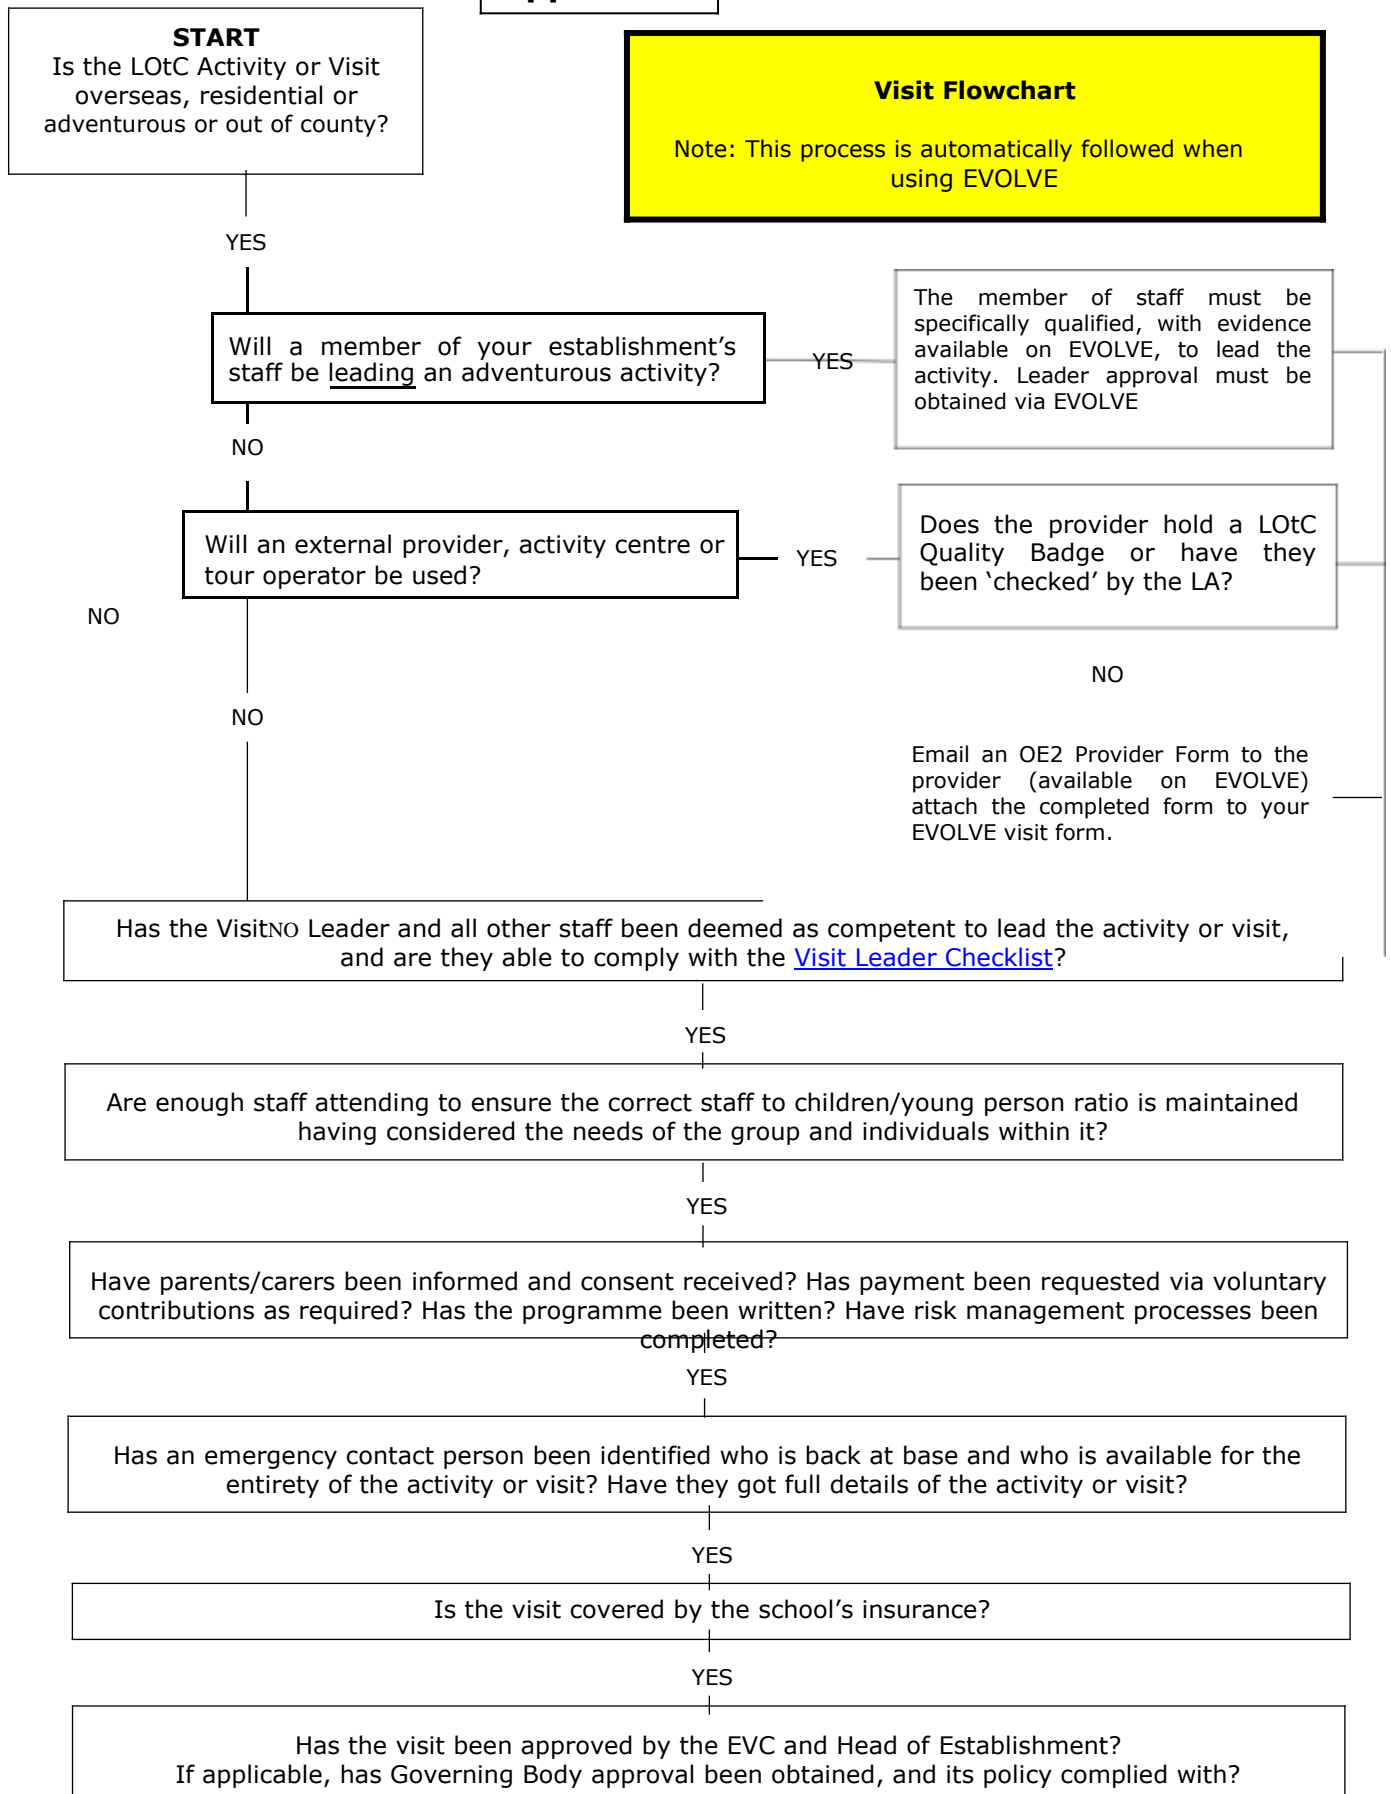 START
Is the LOtC Activity or Visit
overseas, residential or
adventurous or out of county?
Visit Flowchart
Note: This process is automatically followed when
using EVOLVE
YES
Will a member of your establishment's
staff be leading an adventurous activity?
YES
The member of staff must be
specifically qualified, with evidence
available on EVOLVE, to lead the
activity. Leader approval must be
obtained via EVOLVE
NO
Will an external provider, activity centre or
tour operator be used?
YES
Does the provider hold a LOtC
Quality Badge or have they
been ‘checked’ by the LA?
NO
NO
NO
Email an OE2 Provider Form to the
provider (available on EVOLVE)
attach the completed form to your
EVOLVE visit form.
Has the VisitNO Leader and all other staff been deemed as competent to lead the activity or visit,
and are they able to comply with the Visit Leader Checklist?
YES
Are enough staff attending to ensure the correct staff to children/young person ratio is maintained
having considered the needs of the group and individuals within it?
YES
Have parents/carers been informed and consent received? Has payment been requested via voluntary
contributions as required? Has the programme been written? Have risk management processes been
completed?
YES
Has an emergency contact person been identified who is back at base and who is available for the
entirety of the activity or visit? Have they got full details of the activity or visit?
YES
Is the visit covered by the school’s insurance?
YES
Has the visit been approved by the EVC and Head of Establishment?
If applicable, has Governing Body approval been obtained, and its policy complied with?